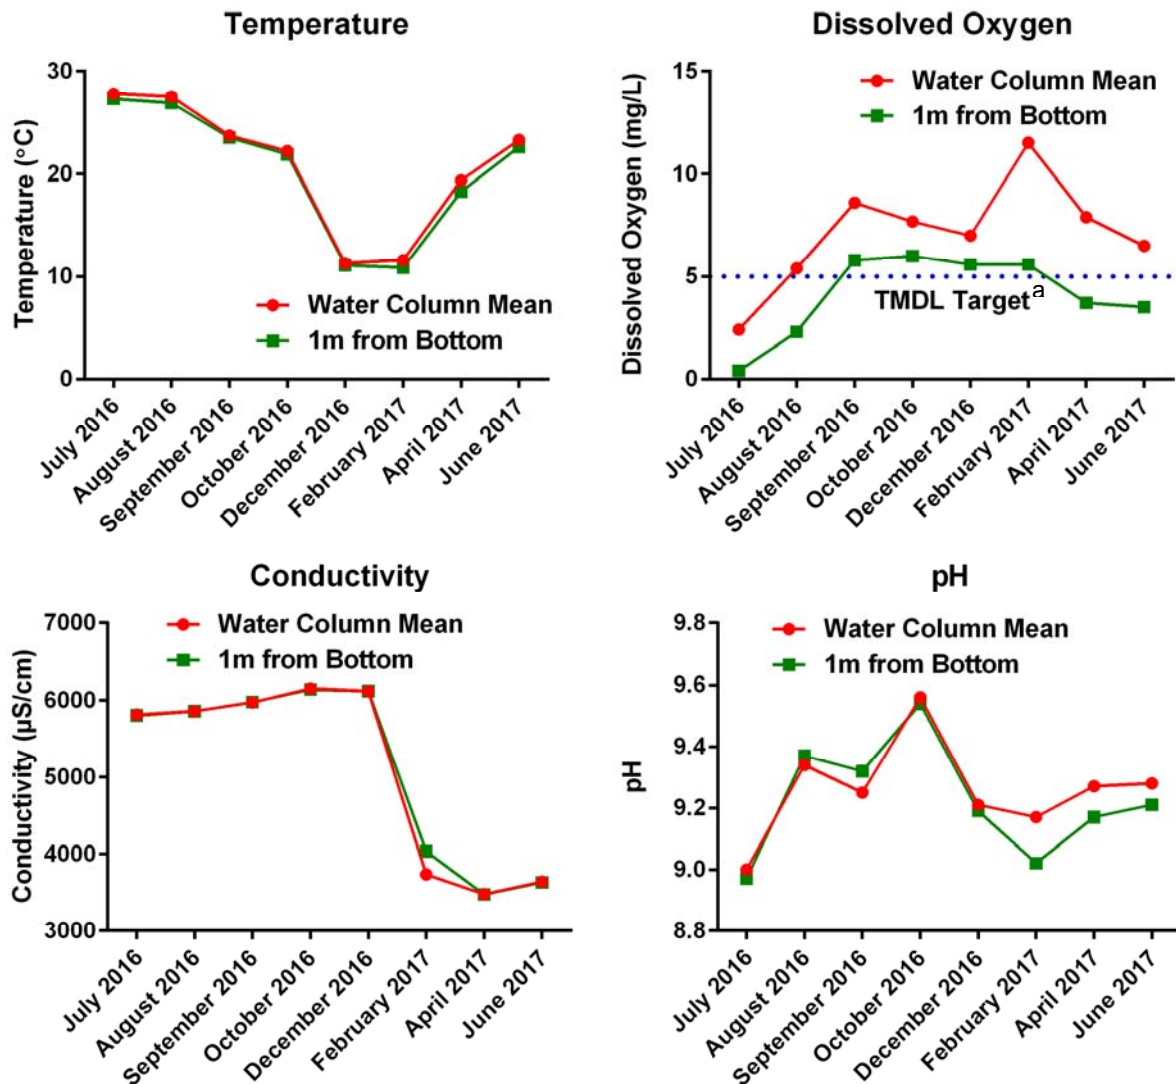 Temperature
Temperature (°C)
30
20
10
0
Water Column Mean
1m from Bottom
July 2016
August 2016
September 2016
October 2016
December 2016
February 2017
April 2017
June 2017
Dissolved Oxygen
Dissolved Oxygen (mg/L)
15
10
5
0
Water Column Mean
1m from Bottom
TMDL Target a
July 2016
August 2016
September 2016
October 2016
December 2016
February 2017
April 2017
June 2017
Conductivity
Conductivity (µS/cm)
7000
6000
5000
4000
3000
Water Column Mean
1m from Bottom
July 2016
August 2016
September 2016
October 2016
December 2016
February 2017
April 2017
June 2017
pH
pH
9.8
9.6
9.4
9.2
9.0
8.8
Water Column Mean
1m from Bottom
July 2016
August 2016
September 2016
October 2016
December 2016
February 2017
April 2017
June 2017